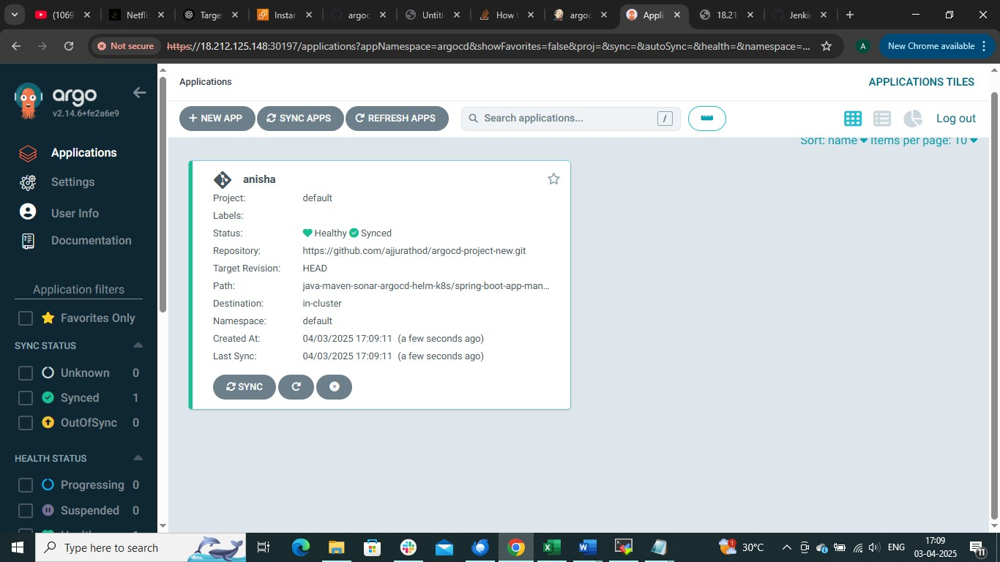 (1069
Netfli
Targe
Instar
argoc
Untitl
How t
argoc
Appli
18.21
Jenki
Not secure
https://18.212.125.148:30197/applications?appNamespace=argocd&showFavorites=false&proj=&sync=&autoSync=&health=&namespace=...
A
New Chrome available
argo
v2.14.6+fe2a6e9
Applications
Settings
User Info
Documentation
Application filters
Favorites Only
SYNC STATUS
Unknown 0
Synced 1
OutOfSync 0
HEALTH STATUS
Progressing 0
Suspended 0
Applications
APPLICATIONS TILES
+ NEW APP
SYNC APPS
REFRESH APPS
Search applications... /
Log out
Sort: name Items per page: 10
anisha
Project: default
Labels:
Status: Healthy Synced
Repository: https://github.com/ajjurathod/argocd-project-new.git
Target Revision: HEAD
Path: java-maven-sonar-argocd-helm-k8s/spring-boot-app-man...
Destination: in-cluster
Namespace: default
Created At: 04/03/2025 17:09:11 (a few seconds ago)
Last Sync: 04/03/2025 17:09:11 (a few seconds ago)
SYNC
Type here to search
1
30°C
ENG
17:09
03-04-2025
11